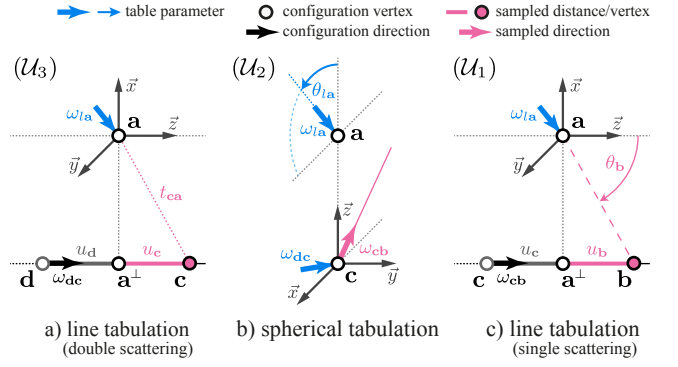 table parameter
configuration vertex
sampled distance/vertex
configuration direction
sampled direction
(𝒰₃)
x⃗
ω_la
a
z⃗
y⃗
t_ca
u_d
u_c
d
ω_dc
a^⊥
c
a) line tabulation
(double scattering)
(𝒰₂)
θ_la
ω_la
a
z⃗
ω_dc
ω_cb
c
y⃗
x⃗
b) spherical tabulation
(𝒰₁)
x⃗
ω_la
a
z⃗
y⃗
θ_b
u_c
u_b
c
ω_cb
a^⊥
b
c) line tabulation
(single scattering)